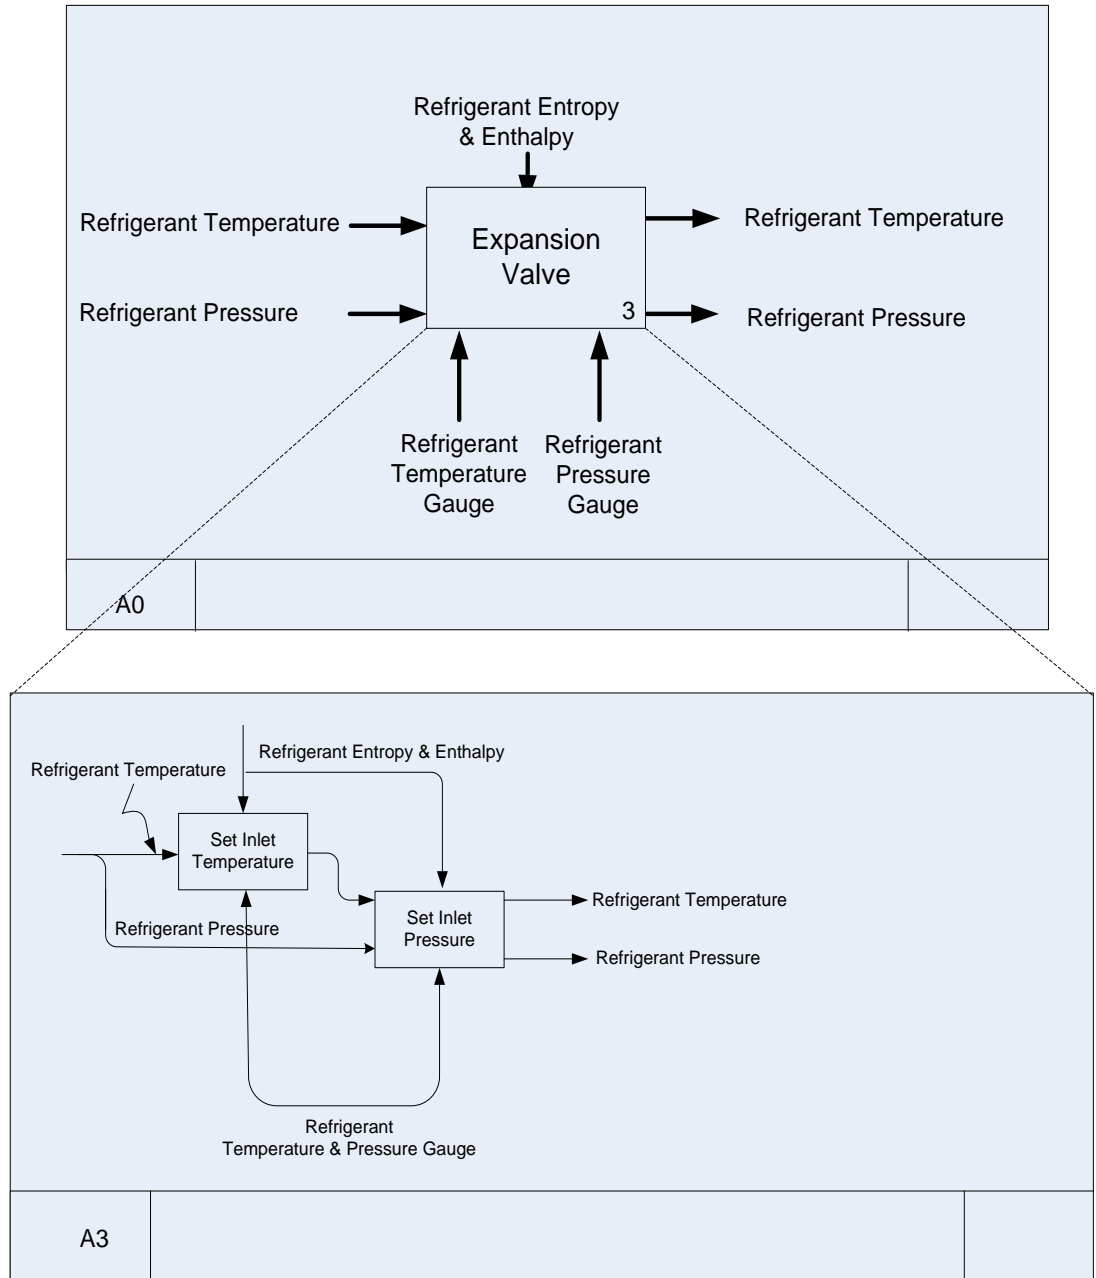 Refrigerant Entropy
& Enthalpy
Refrigerant Temperature
Expansion
Valve
Refrigerant Temperature
Refrigerant Pressure
3
Refrigerant Pressure
Refrigerant
Temperature
Gauge
Refrigerant
Pressure
Gauge
A0
Refrigerant Entropy & Enthalpy
Refrigerant Temperature
Set Inlet
Temperature
Refrigerant Pressure
Set Inlet
Pressure
Refrigerant Temperature
Refrigerant Pressure
Refrigerant
Temperature & Pressure Gauge
A3